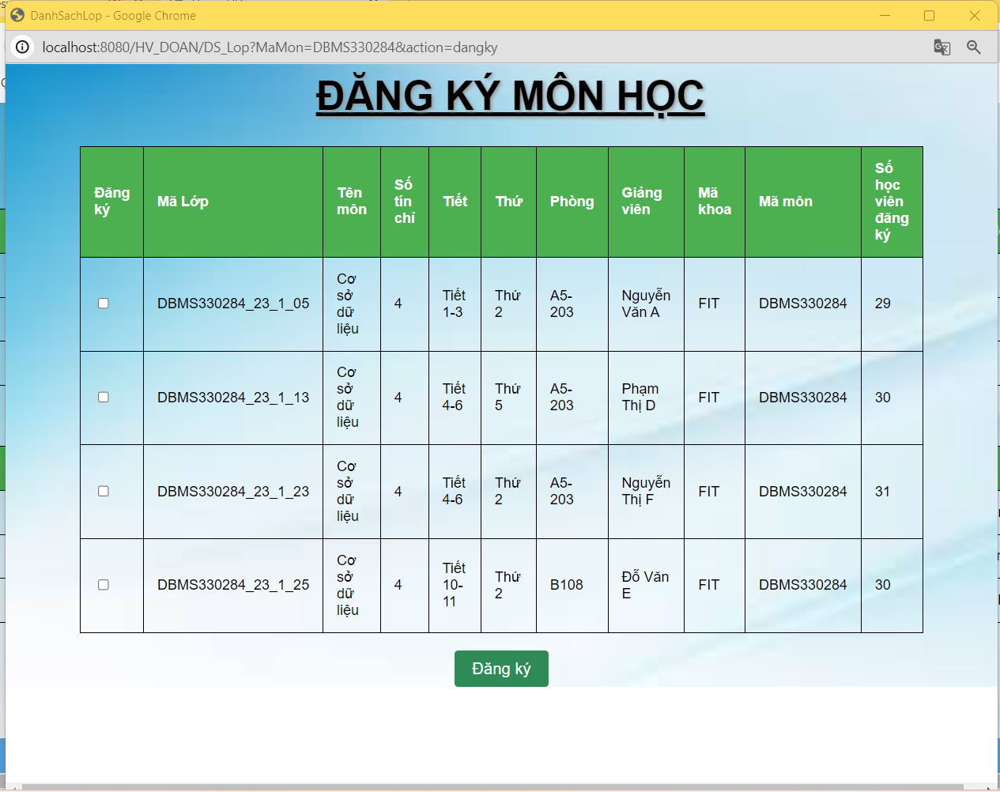 DanhSachLop - Google Chrome
localhost:8080/HV_DOAN/DS_Lop?MaMon=DBMS330284&action=dangky
ĐĂNG KÝ MÔN HỌC
Đăng ký Mã Lớp Tên môn Số tín chỉ Tiết Thứ Phòng Giảng viên Mã khoa Mã môn Số học viên đăng ký
DBMS330284_23_1_05 Cơ sở dữ liệu 4 Tiết 1-3 Thứ 2 A5-203 Nguyễn Văn A FIT DBMS330284 29
DBMS330284_23_1_13 Cơ sở dữ liệu 4 Tiết 4-6 Thứ 5 A5-203 Phạm Thị D FIT DBMS330284 30
DBMS330284_23_1_23 Cơ sở dữ liệu 4 Tiết 4-6 Thứ 2 A5-203 Nguyễn Thị F FIT DBMS330284 31
DBMS330284_23_1_25 Cơ sở dữ liệu 4 Tiết 10-11 Thứ 2 B108 Đỗ Văn E FIT DBMS330284 30
Đăng ký